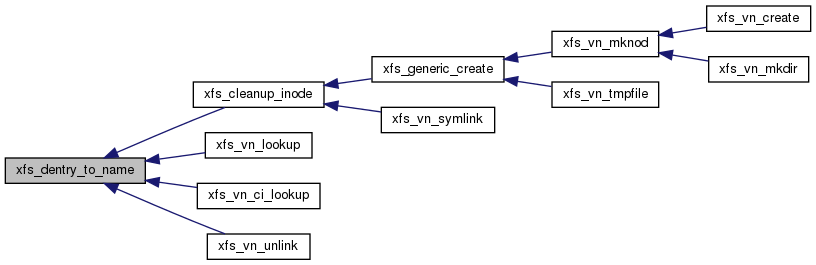 xfs_vn_create
xfs_vn_mknod
xfs_generic_create
xfs_vn_mkdir
xfs_cleanup_inode
xfs_vn_tmpfile
xfs_vn_symlink
xfs_vn_lookup
xfs_dentry_to_name
xfs_vn_ci_lookup
xfs_vn_unlink